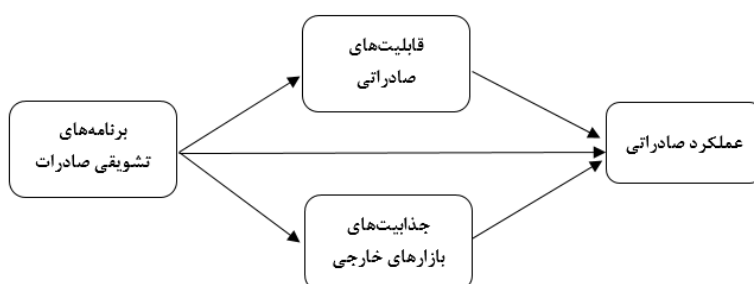 قابلیت‌های
صادراتی
برنامه‌های
تشویقی صادرات
عملکرد صادراتی
جذابیت‌های
بازارهای خارجی